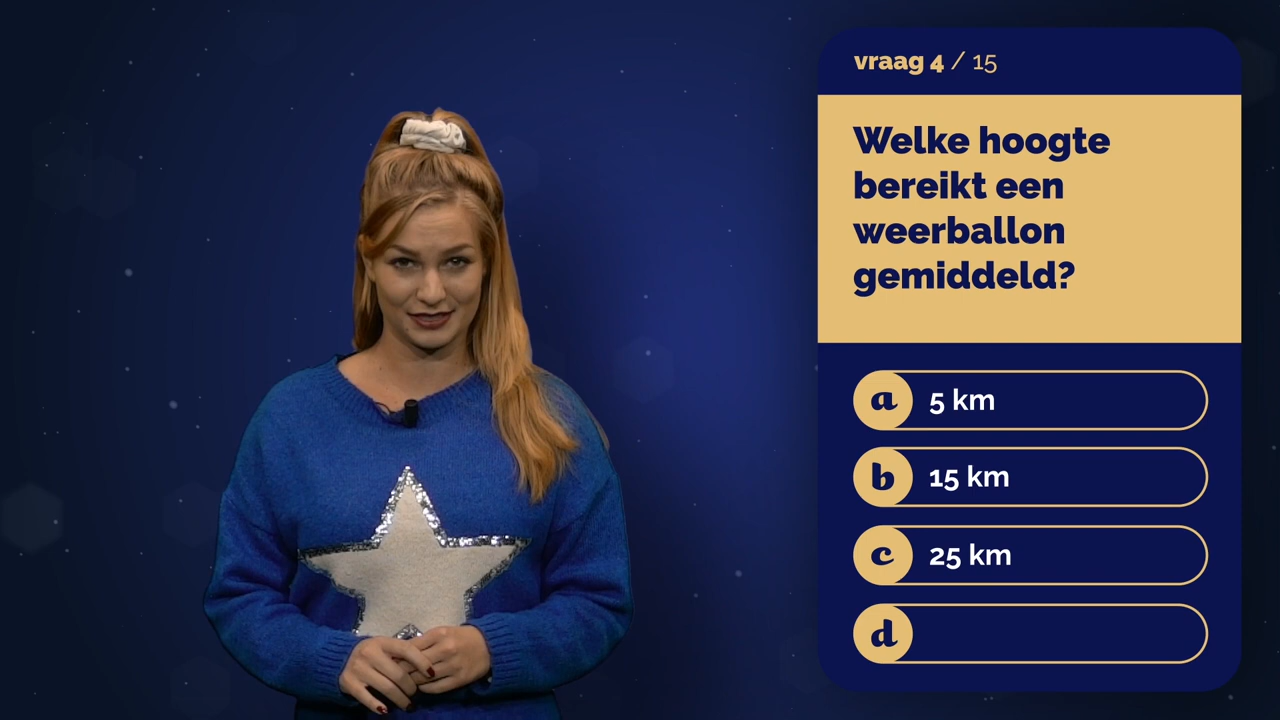 vraag 4 / 15
Welke hoogte
bereikt een
weerballon
gemiddeld?
a 5 km
b 15 km
c 25 km
d